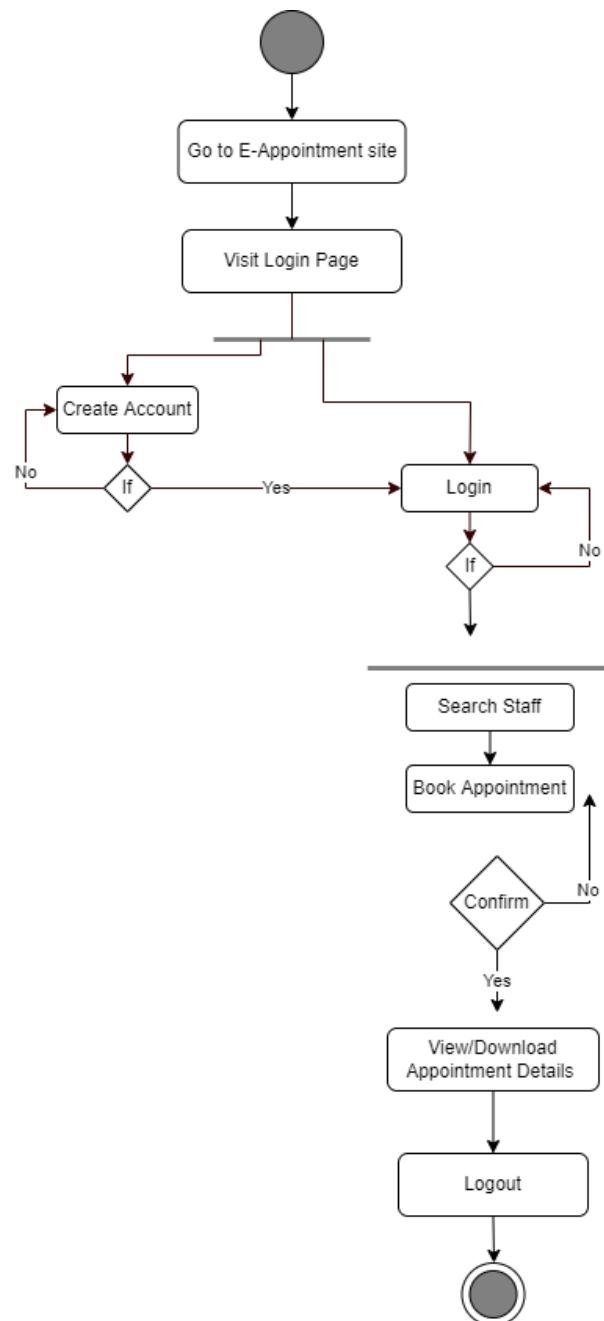 Go to E-Appointment site
Visit Login Page
Create Account
No
If
Yes
Login
If
No
Search Staff
Book Appointment
Confirm
No
Yes
View/Download
Appointment Details
Logout